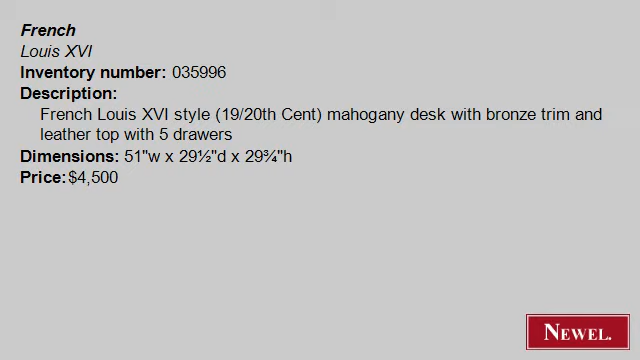 French
Louis XVI
Inventory number: 035996
Description:
French Louis XVI style (19/20th Cent) mahogany desk with bronze trim and
leather top with 5 drawers
Dimensions: 51"w x 29½"d x 29¾"h
Price: $4,500
NEWEL.